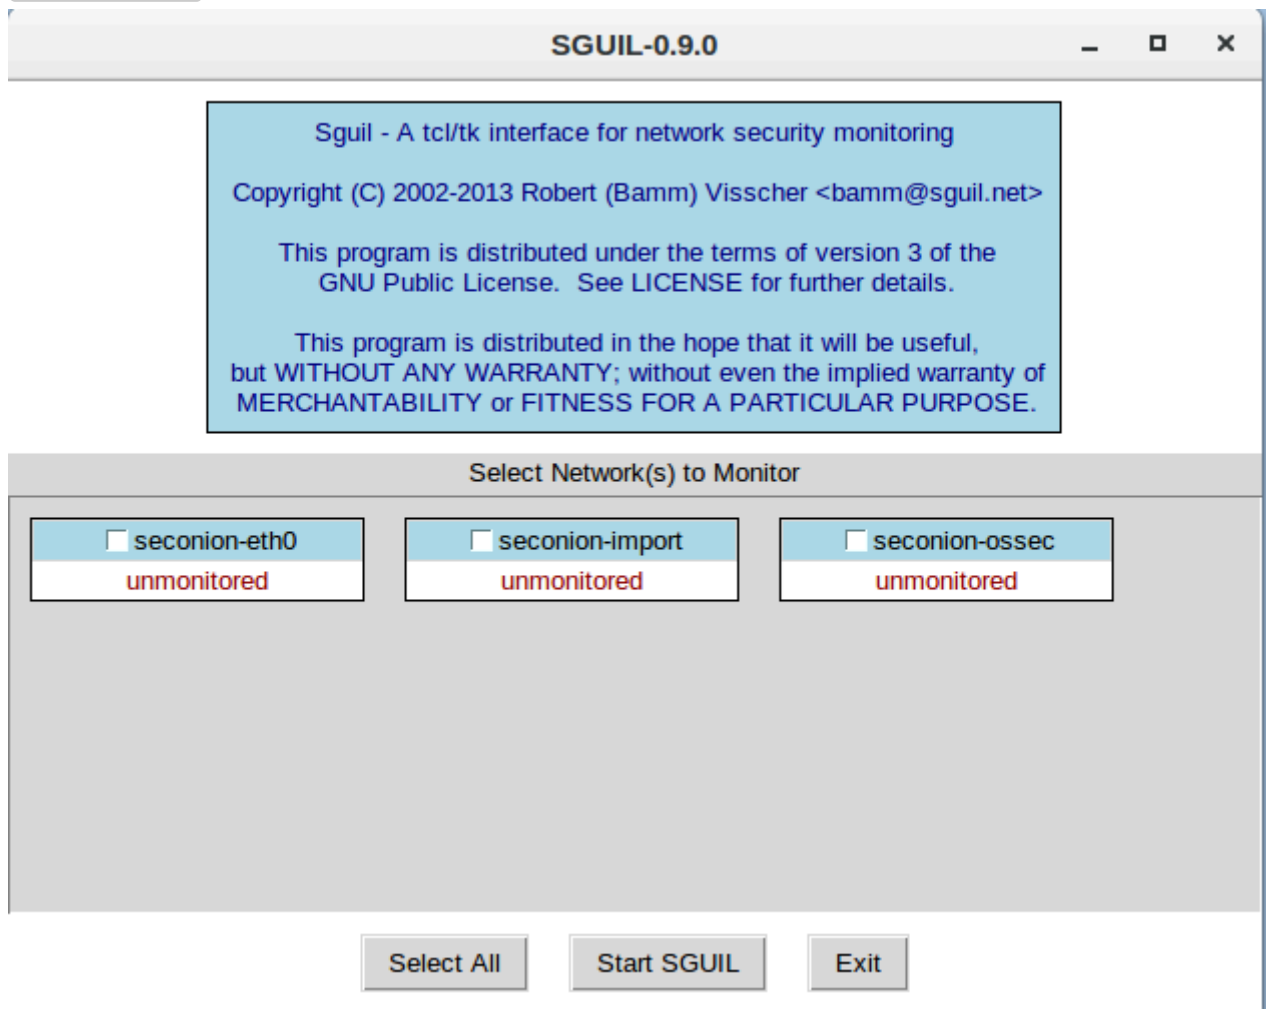 SGUIL-0.9.0
Sguil - A tcl/tk interface for network security monitoring
Copyright (C) 2002-2013 Robert (Bamm) Visscher <bamm@sguil.net>
This program is distributed under the terms of version 3 of the
GNU Public License.  See LICENSE for further details.
This program is distributed in the hope that it will be useful,
but WITHOUT ANY WARRANTY; without even the implied warranty of
MERCHANTABILITY or FITNESS FOR A PARTICULAR PURPOSE.
Select Network(s) to Monitor
seconion-eth0 seconion-import seconion-ossec
unmonitored unmonitored unmonitored
Select All Start SGUIL Exit